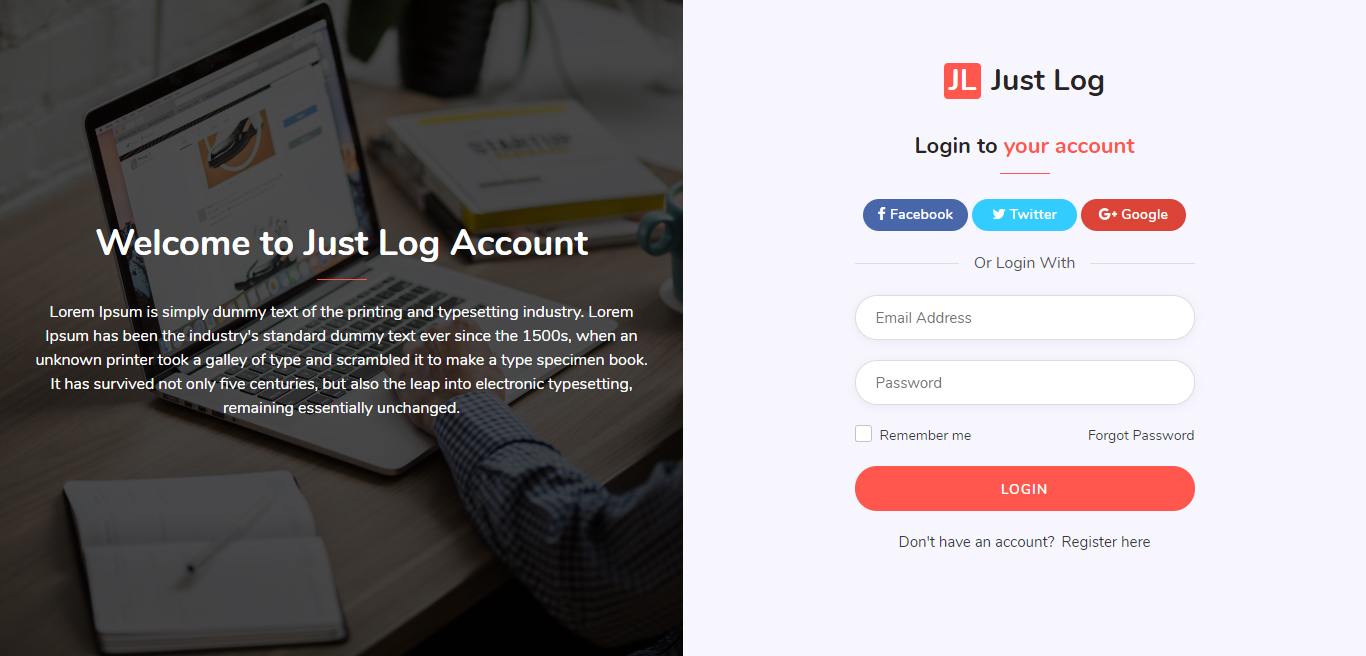 Welcome to Just Log Account
Lorem Ipsum is simply dummy text of the printing and typesetting industry. Lorem
Ipsum has been the industry's standard dummy text ever since the 1500s, when an
unknown printer took a galley of type and scrambled it to make a type specimen book.
It has survived not only five centuries, but also the leap into electronic typesetting,
remaining essentially unchanged.
STARTUP
JL Just Log
Login to your account
Facebook Twitter G+ Google
Or Login With
Email Address
Password
Remember me Forgot Password
LOGIN
Don't have an account? Register here